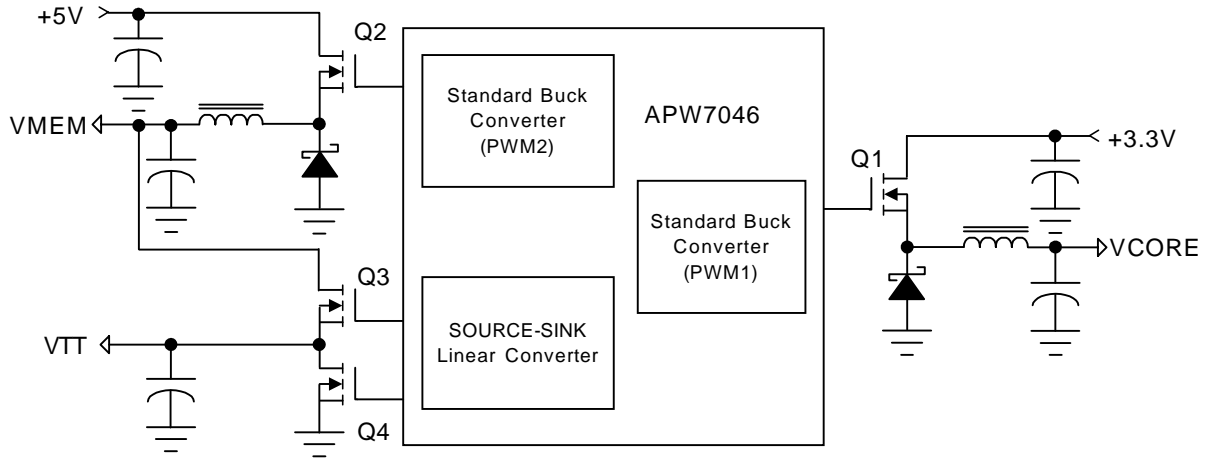 +5V
Q2
VMEM
Standard Buck
Converter
(PWM2)
APW7046
Q1
+3.3V
Standard Buck
Converter
(PWM1)
VCORE
Q3
VTT
SOURCE-SINK
Linear Converter
Q4